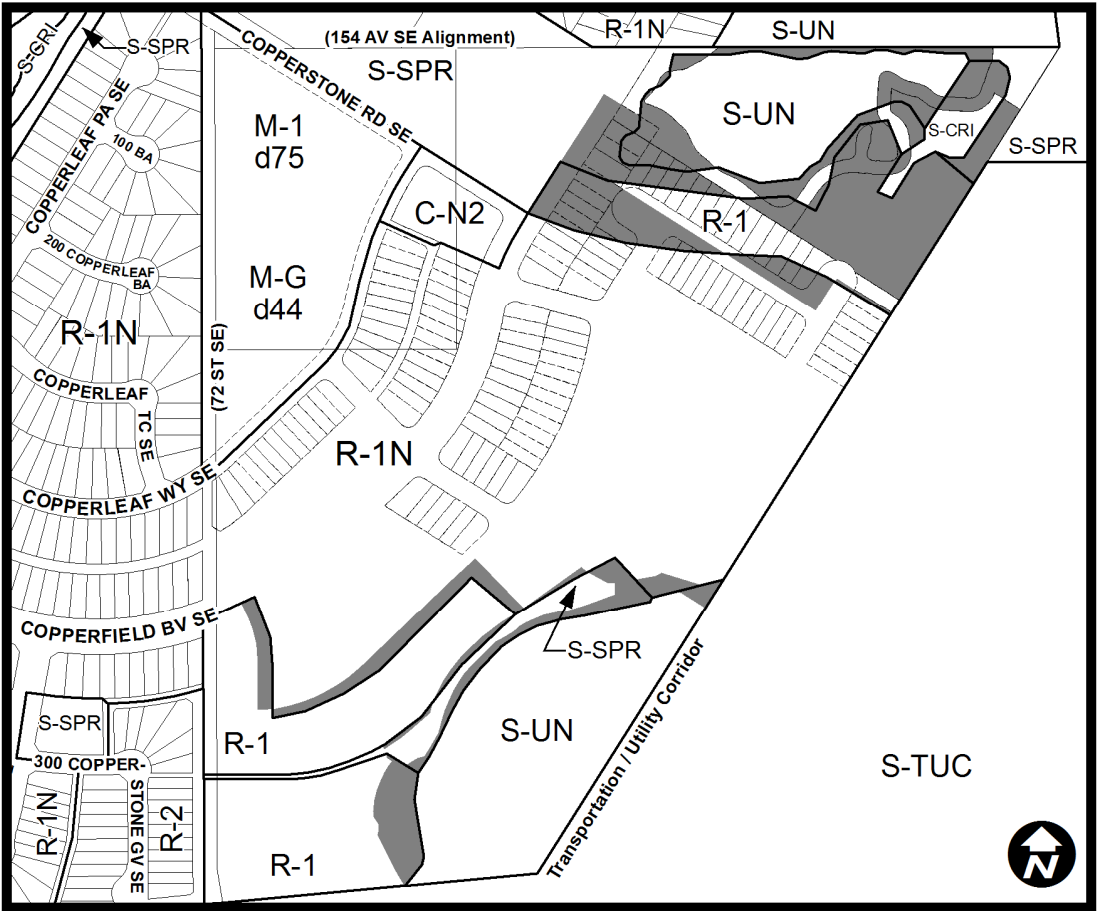 S-CRI
S-SPR
R-1N
S-UN
(154 AV SE Alignment)
COPPERSTONE RD SE
S-SPR
COPPERLEAF PA SE
100 BA
M-1
d75
S-UN
S-CRI
S-SPR
C-N2
R-1
200 COPPERLEAF
BA
M-G
d44
R-1N
(72 ST SE)
COPPERLEAF
TC SE
R-1N
COPPERLEAF WY SE
COPPERFIELD BV SE
S-SPR
S-SPR
R-1
S-UN
Transportation / Utility Corridor
S-TUC
300 COPPER-
STONE GV SE
R-1N
R-2
R-1
N